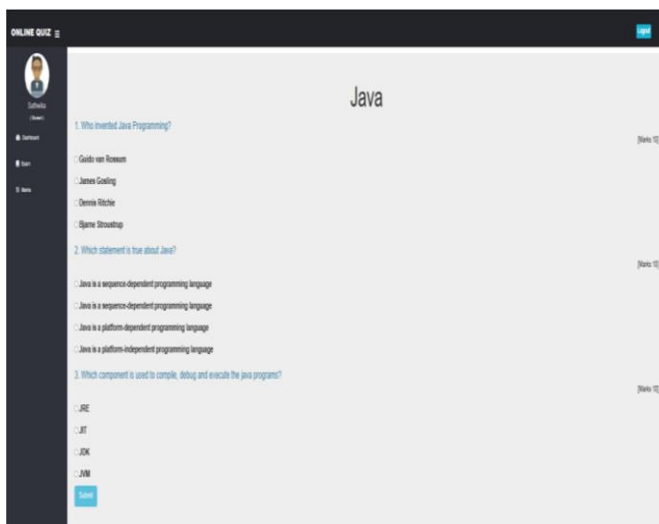 ONLINE QUIZ
Logout
Sathwika
(Student)
Dashboard
Exam
Marks
Java
1. Who invented Java Programming?
[Marks 10]
Guido van Rossum
James Gosling
Dennis Ritchie
Bjarne Stroustrup
2. Which statement is true about Java?
[Marks 10]
Java is a sequence-dependent programming language
Java is a sequence-dependent programming language
Java is a platform-dependent programming language
Java is a platform-independent programming language
3. Which component is used to compile, debug and execute the java programs?
[Marks 10]
JRE
JIT
JDK
JVM
Submit